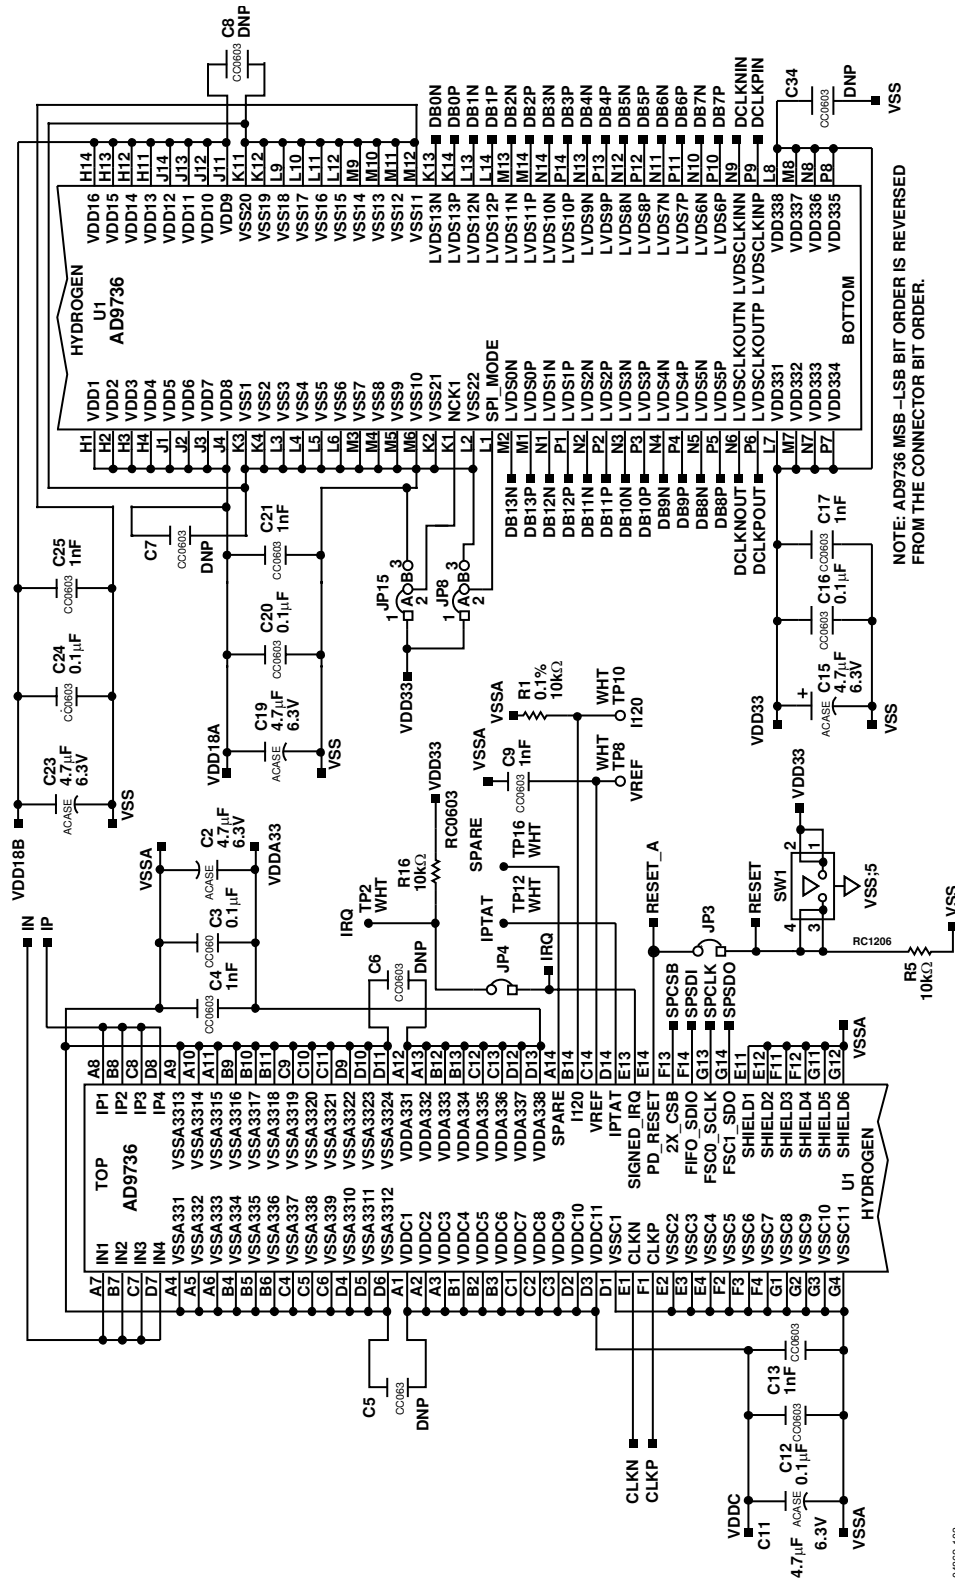 IN
IP
A7 IN1 IP1 A8
B7 IN2 IP2 B8
C7 IN3 IP3 C8
D7 IN4 IP4 D8
TOP
AD9736
A4 VSSA331 VSSA3313 A9
A5 VSSA332 VSSA3314 A10
A6 VSSA333 VSSA3315 A11
B4 VSSA334 VSSA3316 B9
B5 VSSA335 VSSA3317 B10
B6 VSSA336 VSSA3318 B11
C4 VSSA337 VSSA3319 C9
C5 VSSA338 VSSA3320 C10
C6 VSSA339 VSSA3321 C11
D4 VSSA3310 VSSA3322 D9
D5 VSSA3311 VSSA3323 D10
D6 VSSA3312 VSSA3324 D11
A1 VDDC1 VDDA331 A12
A2 VDDC2 VDDA332 A13
A3 VDDC3 VDDA333 B12
B1 VDDC4 VDDA334 B13
B2 VDDC5 VDDA335 C12
B3 VDDC6 VDDA336 C13
C1 VDDC7 VDDA337 D12
C2 VDDC8 VDDA338 D13
C3 VDDC9 SPARE A14
D2 VDDC10 I120 B14
D3 VDDC11 VREF C14
D1 VSSC1 IPTAT D14
E1 CLKN SIGNED_IRQ E13
F1 CLKP PD_RESET E14
E2 VSSC2 2X_CSB F13
E3 VSSC3 FIFO_SDIO F14
E4 VSSC4 FSC0_SCLK G13
F2 VSSC5 FSC1_SDO G14
F3 VSSC6 SHIELD1 E11
F4 VSSC7 SHIELD2 E12
G1 VSSC8 SHIELD3 F11
G2 VSSC9 SHIELD4 F12
G3 VSSC10 SHIELD5 G11
G4 VSSC11 SHIELD6 G12
U1
HYDROGEN
C5
CC063
DNP
CLKN
CLKP
VDDC
C11
4.7µF
ACASE
6.3V
C12
0.1µF
CC0603
C13
1nF
CC0603
VSSA
VSSA
C4
1nF
CC0603
C3
0.1µF
CC060
C2
4.7µF
6.3V
ACASE
VDDA33
C6
CC0603
DNP
IRQ
TP2
WHT
R16
10kΩ
VDD33
RC0603
SPARE
TP16
WHT
IPTAT
TP12
WHT
JP4
IRQ
VSSA
C9
1nF
CC0603
VSSA
R1
0.1%
10kΩ
WHT
TP8
VREF
WHT
TP10
I120
RESET_A
JP3
RESET
SPCSB
SPSDI
SPCLK
SPSDO
VSSA
SW1
4 2
3 1
VDD33
VSS;5
RC1206
R5
10kΩ
VSS
VDD18B
C23
4.7µF
6.3V
ACASE
C24
0.1µF
CC0603
C25
1nF
CC0603
VSS
C7
CC0603
DNP
C8
CC0603
DNP
VDD18A
C19
4.7µF
6.3V
ACASE
C20
0.1µF
CC0603
C21
1nF
CC0603
VSS
VDD33
JP15
1 A B 3
2
JP8
1 A B 3
2
HYDROGEN
U1
AD9736
H1 VDD1 VDD16 H14
H2 VDD2 VDD15 H13
H3 VDD3 VDD14 H12
H4 VDD4 VDD13 H11
J1 VDD5 VDD12 J14
J2 VDD6 VDD11 J13
J3 VDD7 VDD10 J12
J4 VDD8 VDD9 J11
K3 VSS1 VSS20 K11
K4 VSS2 VSS19 K12
L3 VSS3 VSS18 L9
L4 VSS4 VSS17 L10
L5 VSS5 VSS16 L11
L6 VSS6 VSS15 L12
M3 VSS7 VSS14 M9
M4 VSS8 VSS13 M10
M5 VSS9 VSS12 M11
M6 VSS10 VSS11 M12
K2 VSS21 LVDS13N K13 DB0N
K1 NCK1 LVDS13P K14 DB0P
L2 VSS22 LVDS12N L13 DB1N
L1 SPI_MODE LVDS12P L14 DB1P
DB13N M2 LVDS0N LVDS11N M13 DB2N
DB13P M1 LVDS0P LVDS11P M14 DB2P
DB12N N1 LVDS1N LVDS10N N14 DB3N
DB12P P1 LVDS1P LVDS10P P14 DB3P
DB11N N2 LVDS2N LVDS9N N13 DB4N
DB11P P2 LVDS2P LVDS9P P13 DB4P
DB10N N3 LVDS3N LVDS8N N12 DB5N
DB10P P3 LVDS3P LVDS8P P12 DB5P
DB9N N4 LVDS4N LVDS7N N11 DB6N
DB9P P4 LVDS4P LVDS7P P11 DB6P
DB8N N5 LVDS5N LVDS6N N10 DB7N
DB8P P5 LVDS5P LVDS6P P10 DB7P
DCLKNOUT N6 LVDSCLKOUTN LVDSCLKINN N9 DCLKNIN
DCLKPOUT P6 LVDSCLKOUTP LVDSCLKINP P9 DCLKPIN
L7 VDD331 VDD338 L8
M7 VDD332 VDD337 M8
N7 VDD333 VDD336 N8
P7 VDD334 VDD335 P8
BOTTOM
C34
CC0603
DNP
VSS
VDD33
C15
4.7µF
6.3V
ACASE
+
C16
0.1µF
CC0603
C17
1nF
CC0603
VSS
NOTE: AD9736 MSB–LSB BIT ORDER IS REVERSED
FROM THE CONNECTOR BIT ORDER.